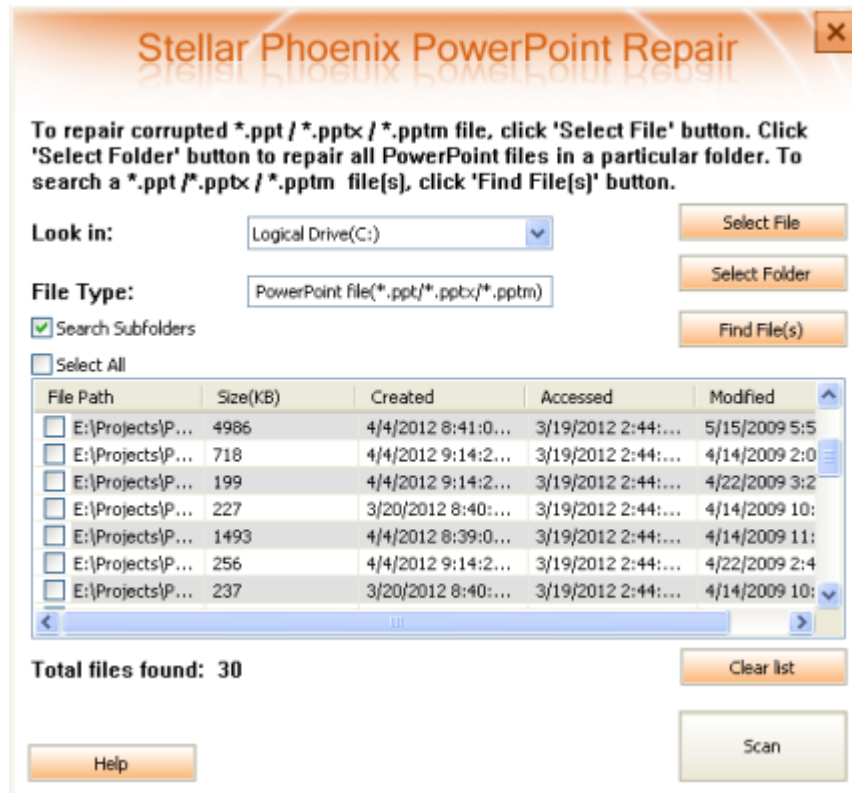 Stellar Phoenix PowerPoint Repair
To repair corrupted *.ppt / *.pptx / *.pptm file, click 'Select File' button. Click
'Select Folder' button to repair all PowerPoint files in a particular folder. To
search a *.ppt /*.pptx / *.pptm file(s), click 'Find File(s)' button.
Look in: Logical Drive(C:) Select File
Select Folder
File Type: PowerPoint file(*.ppt/*.pptx/*.pptm)
Search Subfolders Find File(s)
Select All
File Path Size(KB) Created Accessed Modified
E:\Projects\P... 4986 4/4/2012 8:41:0... 3/19/2012 2:44:... 5/15/2009 5:5
E:\Projects\P... 718 4/4/2012 9:14:2... 3/19/2012 2:44:... 4/14/2009 2:0
E:\Projects\P... 199 4/4/2012 9:14:2... 3/19/2012 2:44:... 4/22/2009 3:2
E:\Projects\P... 227 3/20/2012 8:40:... 3/19/2012 2:44:... 4/14/2009 10:
E:\Projects\P... 1493 4/4/2012 8:39:0... 3/19/2012 2:44:... 4/14/2009 11:
E:\Projects\P... 256 4/4/2012 9:14:2... 3/19/2012 2:44:... 4/22/2009 2:4
E:\Projects\P... 237 3/20/2012 8:40:... 3/19/2012 2:44:... 4/14/2009 10:
Total files found: 30 Clear list
Scan
Help